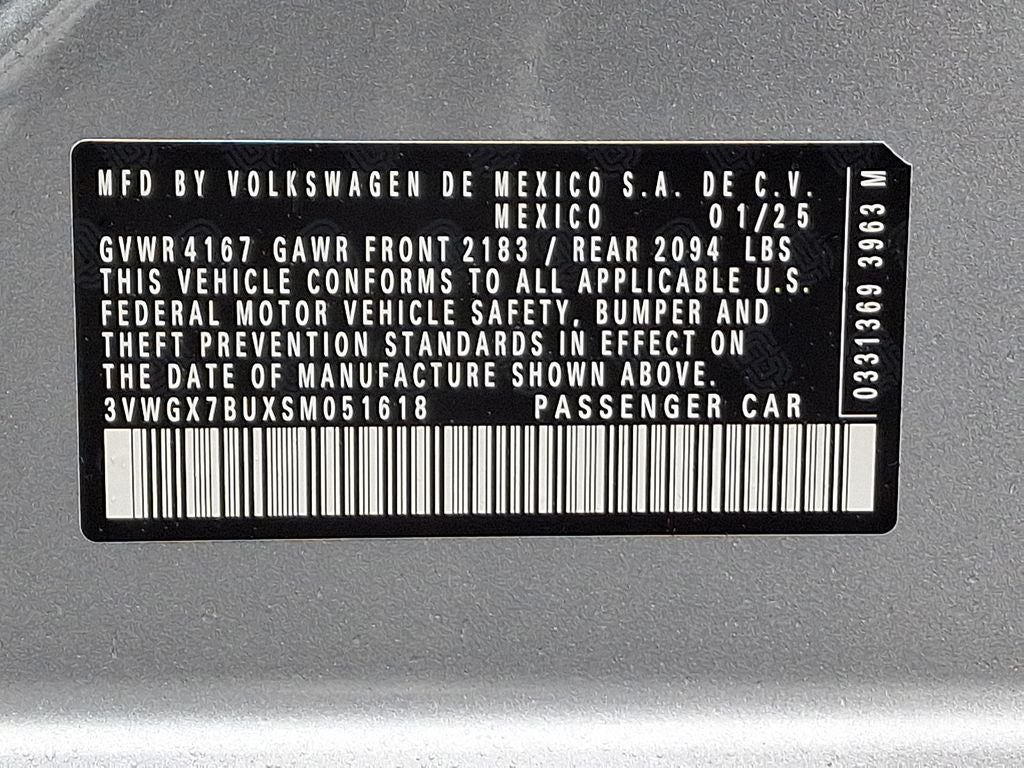 MFD BY VOLKSWAGEN DE MEXICO S.A. DE C.V.
MEXICO 01/25
GVWR 4167 GAWR FRONT 2183 / REAR 2094 LBS
THIS VEHICLE CONFORMS TO ALL APPLICABLE U.S.
FEDERAL MOTOR VEHICLE SAFETY, BUMPER AND
THEFT PREVENTION STANDARDS IN EFFECT ON
THE DATE OF MANUFACTURE SHOWN ABOVE.
3VWGX7BUXSM051618 PASSENGER CAR
0331369 3963 M